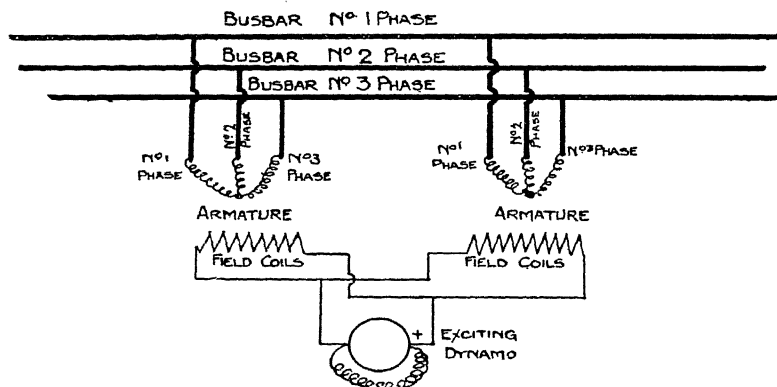 BUSBAR No 1 PHASE
BUSBAR No 2 PHASE
BUSBAR No 3 PHASE
No 1
PHASE
No 2
PHASE
No 3
PHASE
No 1
PHASE
No 2
PHASE
No 3 PHASE
ARMATURE
ARMATURE
FIELD COILS
FIELD COILS
+
EXCITING
DYNAMO